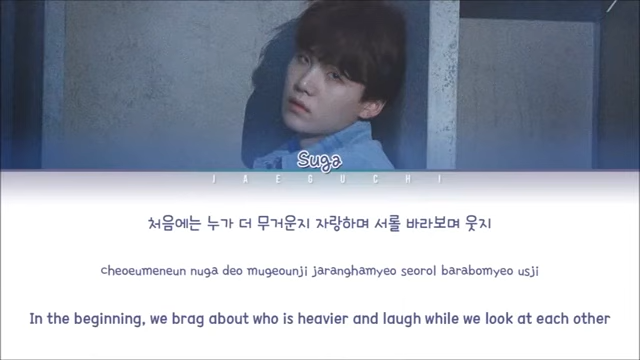 Suga
JAEGUCHI
처음에는 누가 더 무거운지 자랑하며 서롤 바라보며 웃지
cheoeumeneun nuga deo mugeounji jaranghamyeo seorol barabomyeo usji
In the beginning, we brag about who is heavier and laugh while we look at each other